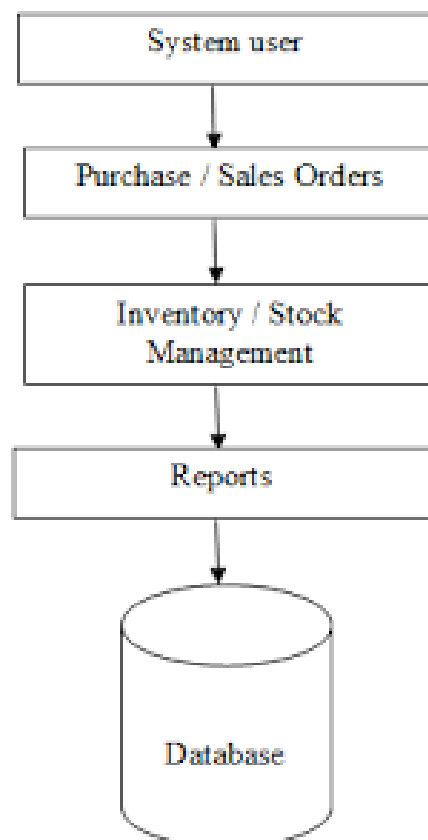 System user
Purchase / Sales Orders
Inventory / Stock
Management
Reports
Database